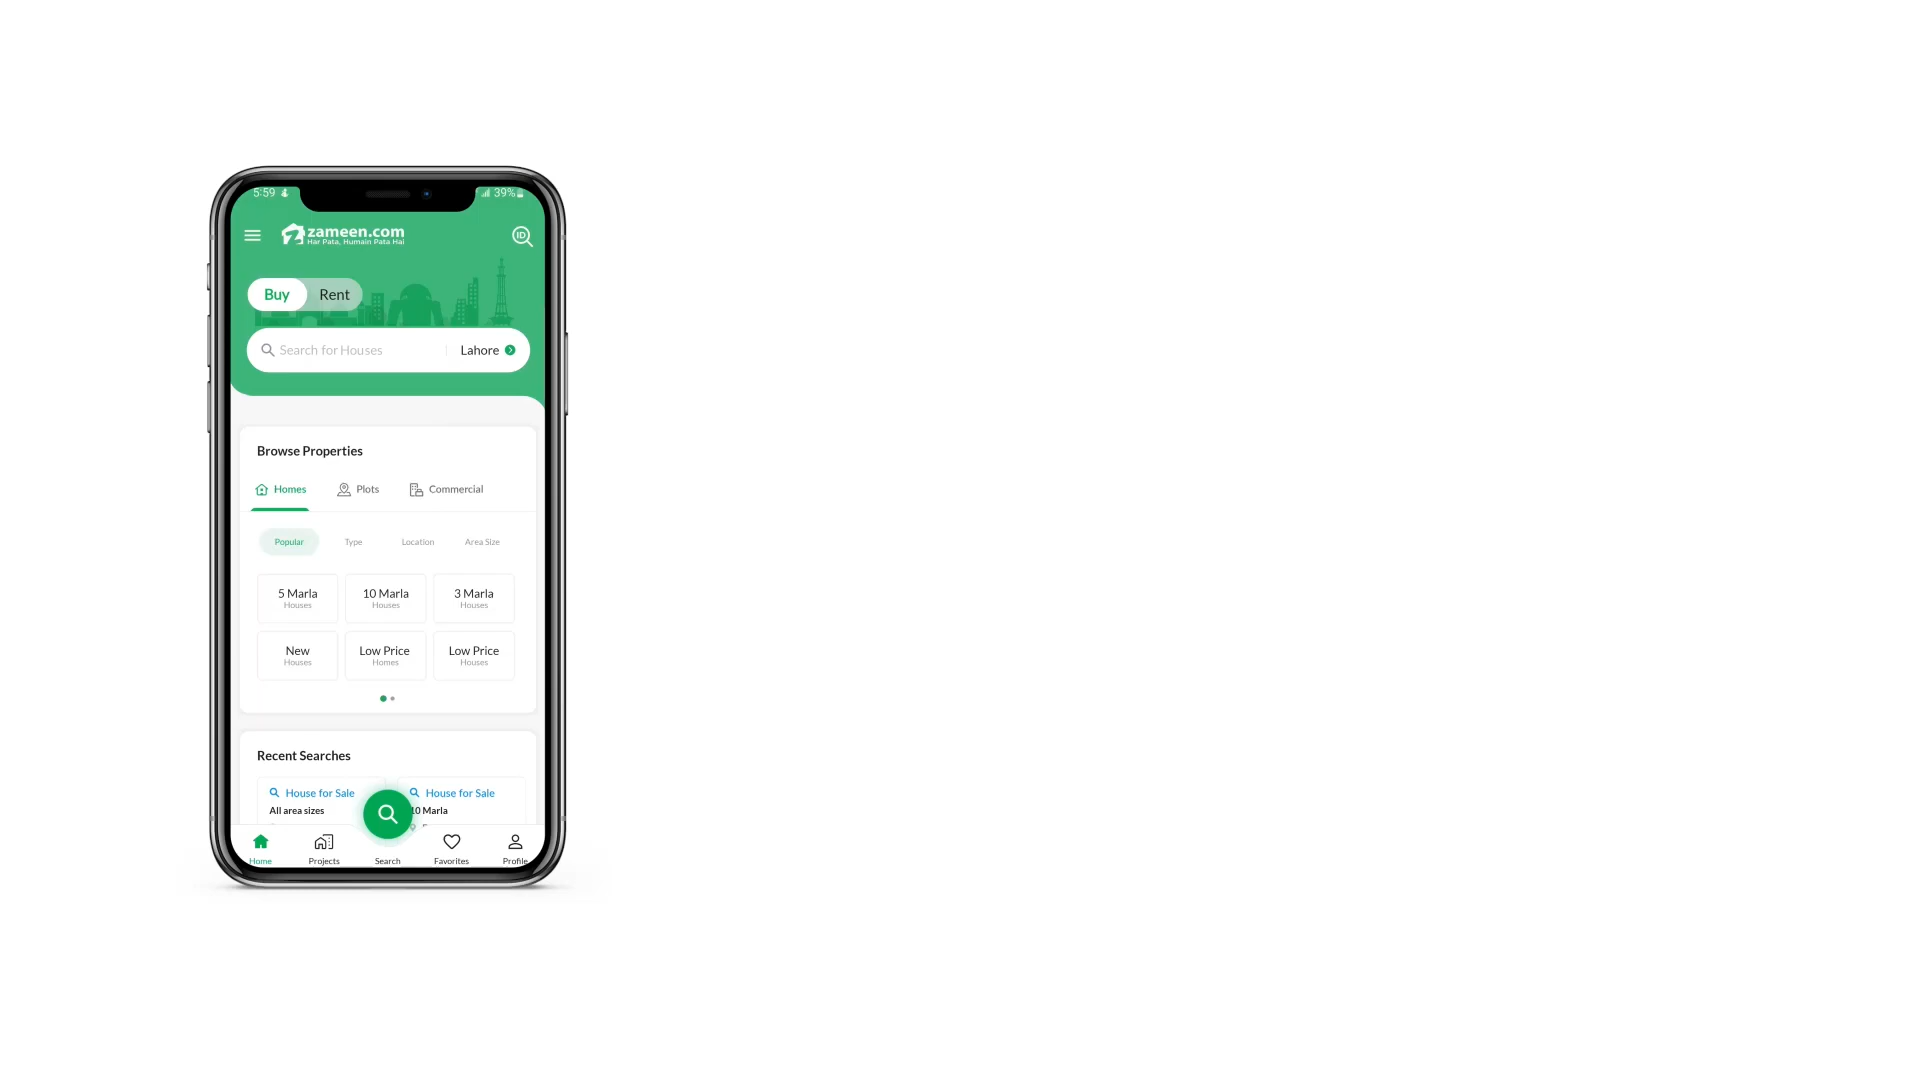 5:59
39%
zameen.com
Har Pata, Humain Pata Hai
ID
Buy Rent
Search for Houses Lahore
Browse Properties
Homes Plots Commercial
Popular Type Location Area Size
5 Marla 10 Marla 3 Marla
Houses Houses Houses
New Low Price Low Price
Houses Homes Houses
Recent Searches
House for Sale House for Sale
All area sizes 10 Marla
Home Projects Search Favorites Profile